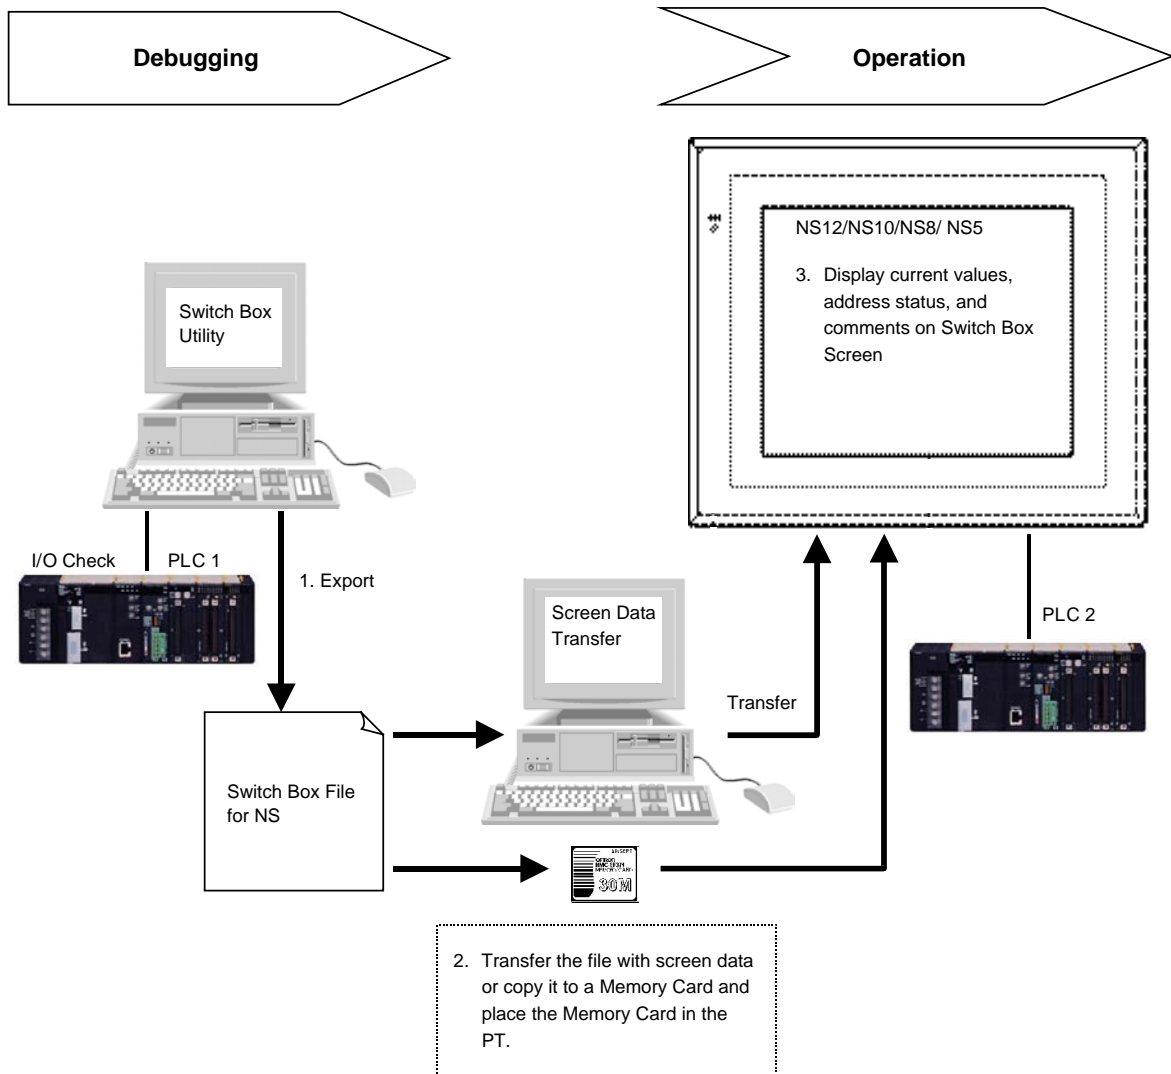 Debugging
Operation
NS12/NS10/NS8/ NS5
3. Display current values,
address status, and
comments on Switch Box
Screen
Switch Box
Utility
I/O Check
PLC 1
1. Export
Screen Data
Transfer
PLC 2
Transfer
Switch Box File
for NS
30M
2. Transfer the file with screen data
or copy it to a Memory Card and
place the Memory Card in the
PT.